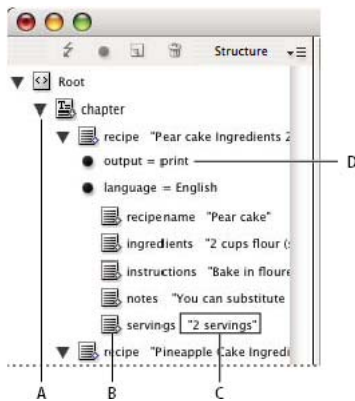 Structure
Root
chapter
recipe "Pear cake Ingredients 2
output = print
D
language = English
recipename "Pear cake"
ingredients "2 cups flour (s
instructions "Bake in floure
notes "You can substitute
servings "2 servings"
recipe "Pineapple Cake Ingredi
A B C